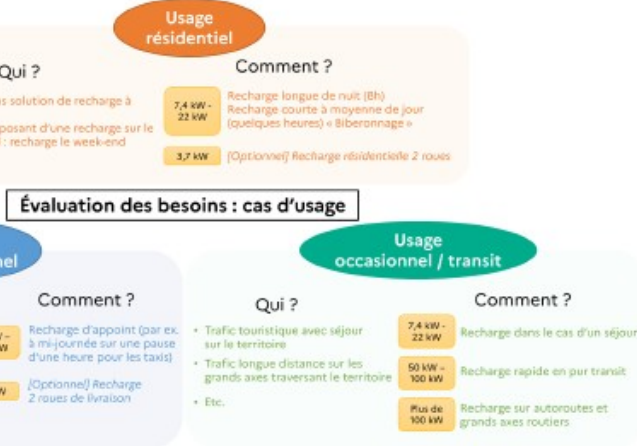 Usage
résidentiel
Qui ?
s solution de recharge à
posant d'une recharge sur le
: recharge le week-end
Comment ?
7,4 kW -
22 kW
Recharge longue de nuit (8h)
Recharge courte à moyenne de jour
(quelques heures) « Biberonnage »
3,7 kW
[Optionnel] Recharge résidentielle 2 roues
Évaluation des besoins : cas d'usage
nel
Comment ?
Recharge d'appoint (par ex.
à mi-journée sur une pause
d'une heure pour les taxis)
[Optionnel] Recharge
2 roues de livraison
Usage
occasionnel / transit
Qui ?
• Trafic touristique avec séjour
sur le territoire
• Trafic longue distance sur les
grands axes traversant le territoire
• Etc.
Comment ?
7,4 kW -
22 kW
Recharge dans le cas d'un séjour
50 kW -
100 kW
Recharge rapide en pur transit
Plus de
100 kW
Recharge sur autoroutes et
grands axes routiers